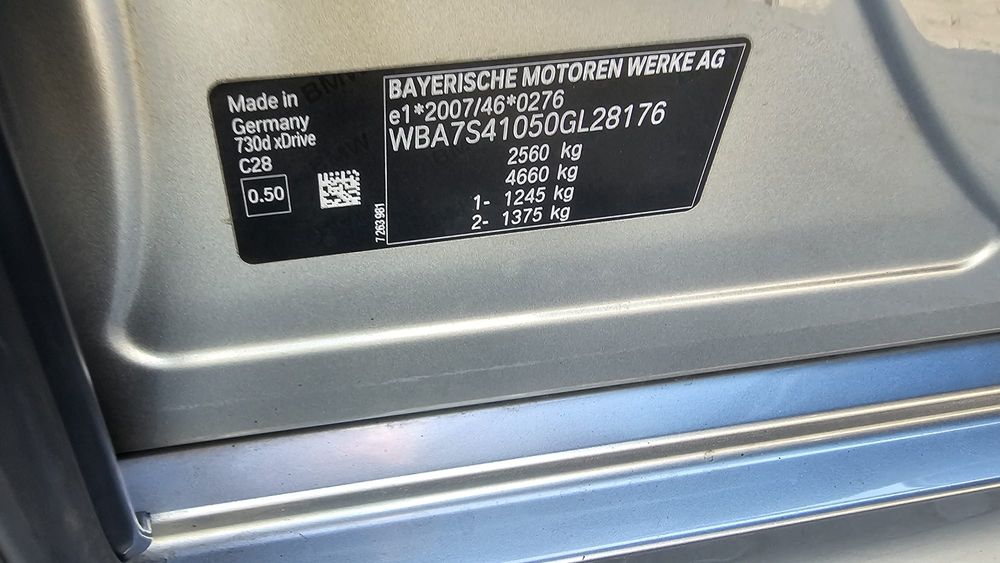 Made in
Germany
730d xDrive
C28
0.50
7 263 981
BAYERISCHE MOTOREN WERKE AG
e1*2007/46*0276
WBA7S41050GL28176
2560 kg
4660 kg
1- 1245 kg
2- 1375 kg